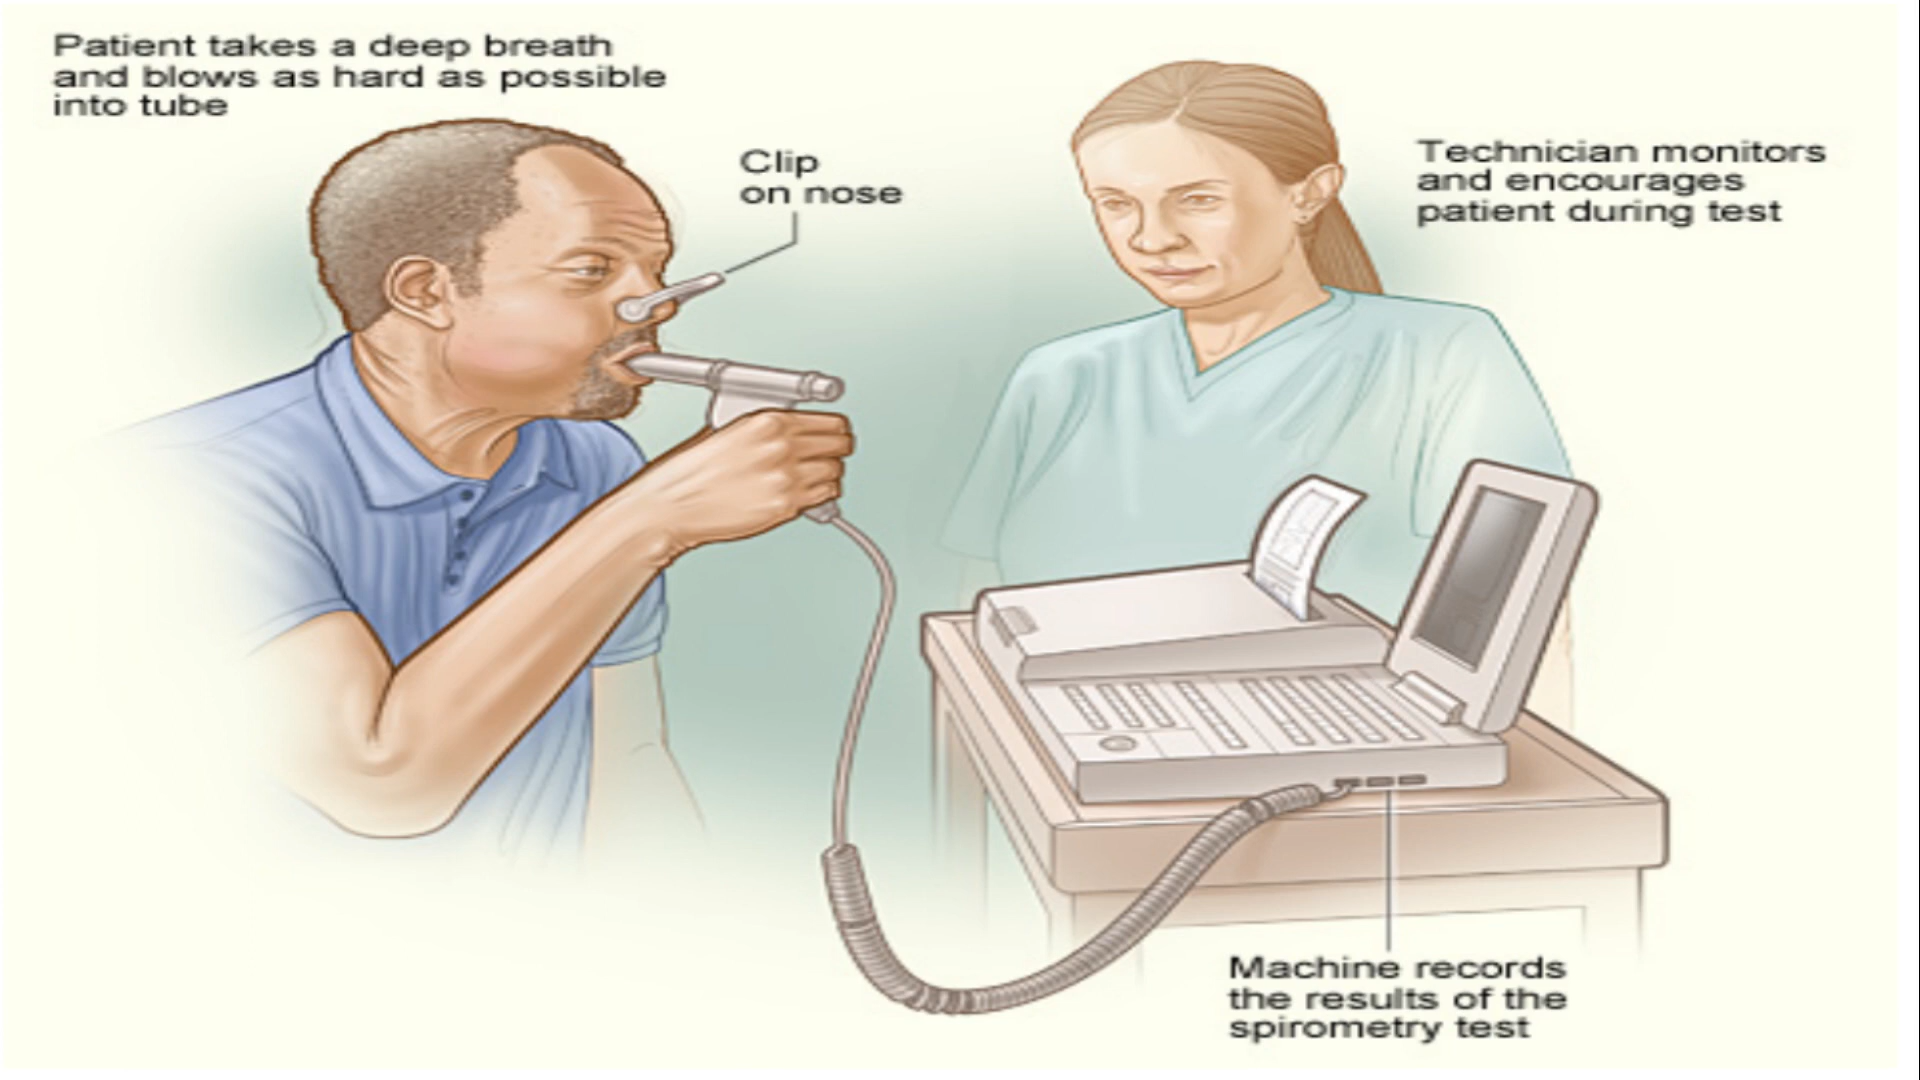 Patient takes a deep breath
and blows as hard as possible
into tube
Clip
on nose
Technician monitors
and encourages
patient during test
Machine records
the results of the
spirometry test